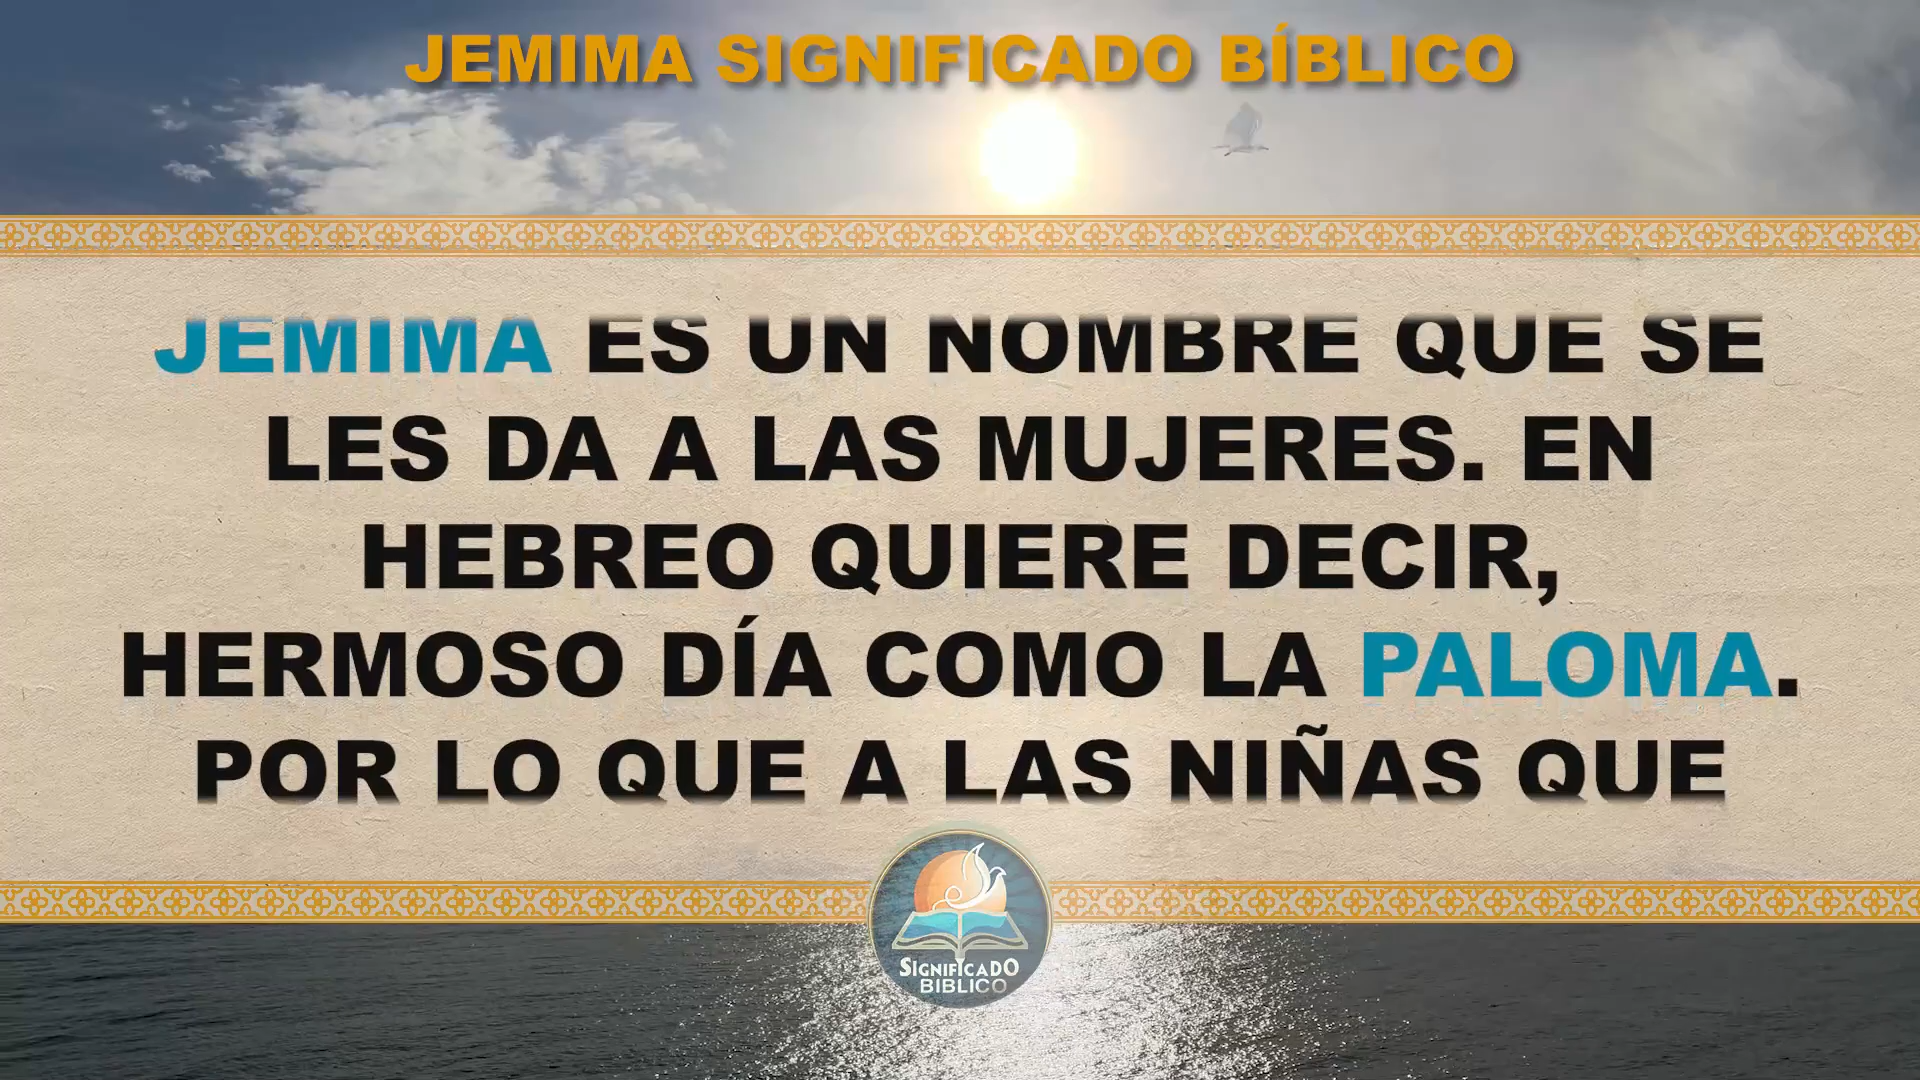 JEMIMA SIGNIFICADO BÍBLICO
JEMIMA ES UN NOMBRE QUE SE
LES DA A LAS MUJERES. EN
HEBREO QUIERE DECIR,
HERMOSO DÍA COMO LA PALOMA.
POR LO QUE A LAS NIÑAS QUE
SIGNIFICADO
BIBLICO